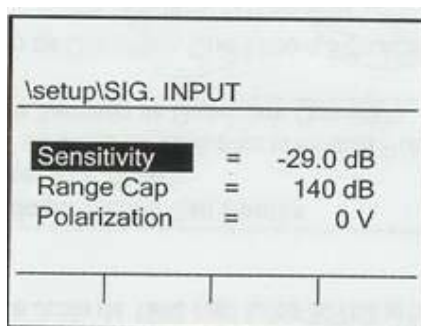 \setup\SIG. INPUT
Sensitivity = -29.0 dB
Range Cap = 140 dB
Polarization = 0 V